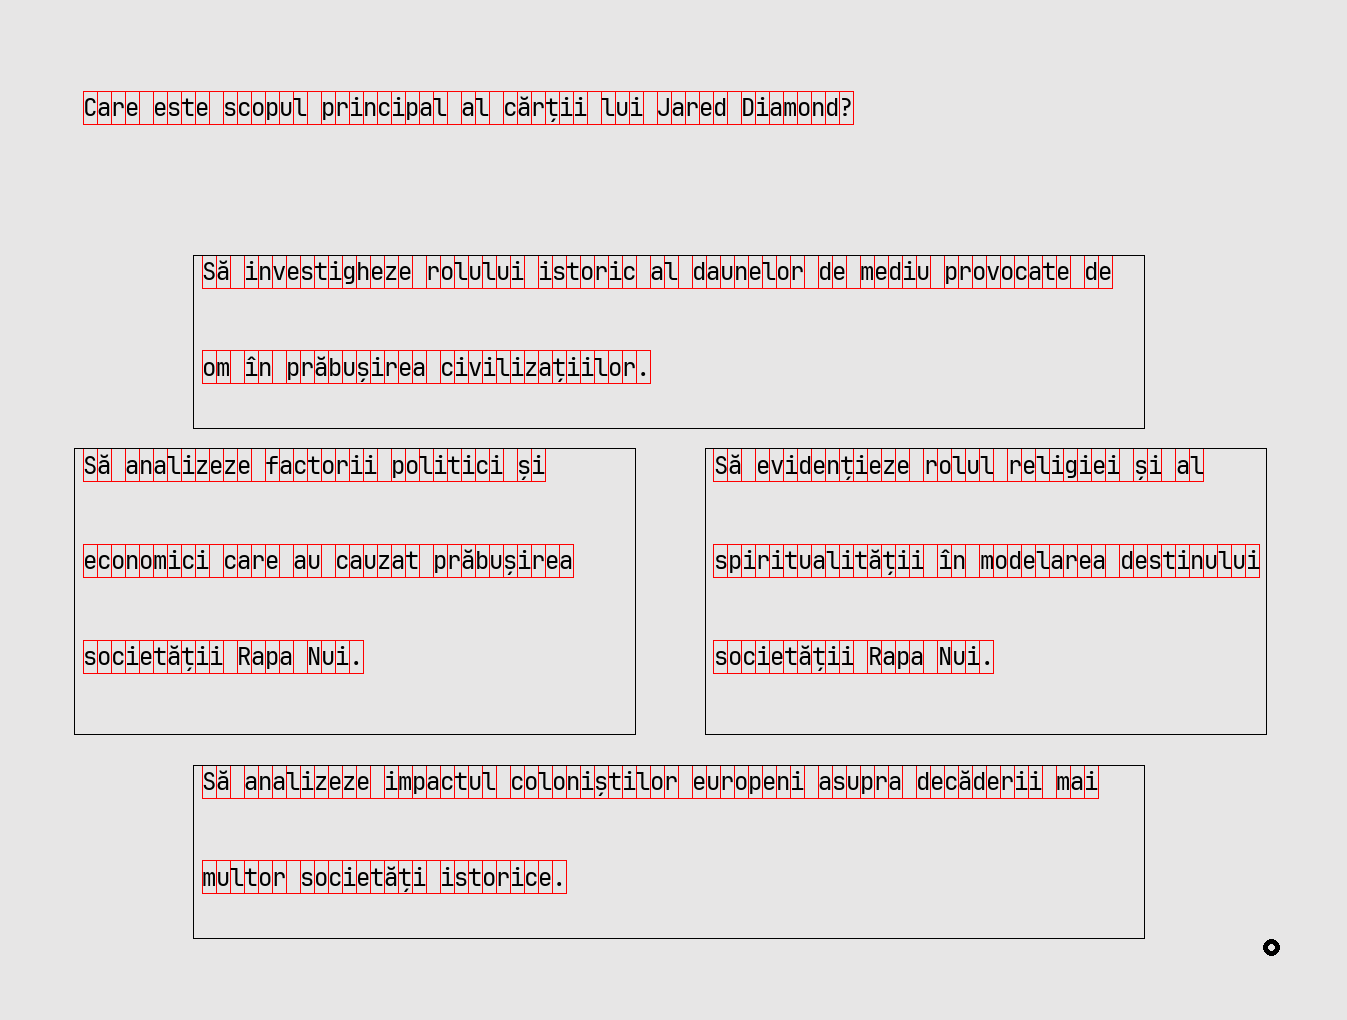 Care este scopul principal al cărții lui Jared Diamond?
Să investigheze rolului istoric al daunelor de mediu provocate de
om în prăbușirea civilizațiilor.
Să analizeze factorii politici și
economici care au cauzat prăbușirea
societății Rapa Nui.
Să evidențieze rolul religiei și al
spiritualității în modelarea destinului
societății Rapa Nui.
Să analizeze impactul coloniștilor europeni asupra decăderii mai
multor societăți istorice.